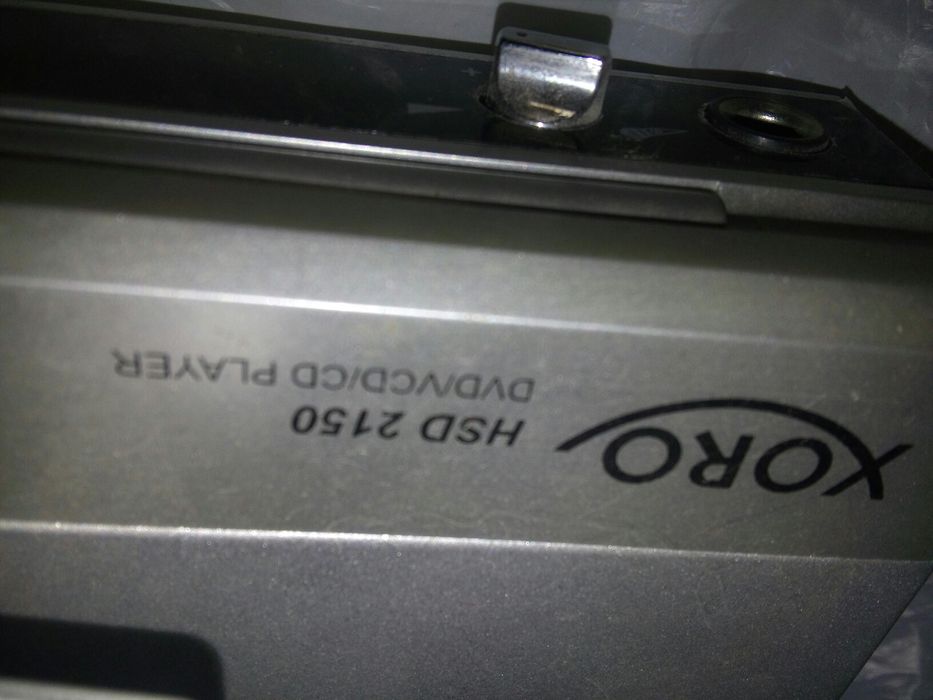 XORO
HSD 2150
DVD/VCD/CD PLAYER